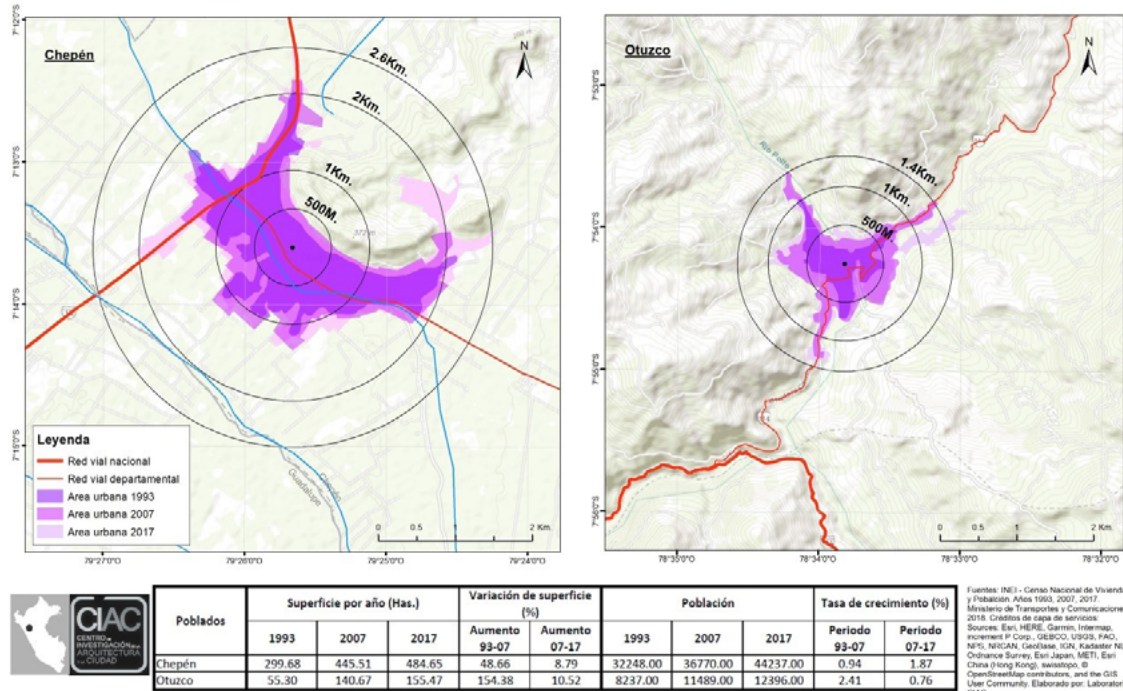 Chepén
N
2.6Km.
2Km.
1Km.
500M.
372 m
Guadalupe
Chepén
Leyenda
Red vial nacional
Red vial departamental
Area urbana 1993
Area urbana 2007
Area urbana 2017
0 0.5 1 2 Km.
7°12'0"S
7°13'0"S
7°14'0"S
7°15'0"S
79°27'0"O
79°26'0"O
79°25'0"O
79°24'0"O
Otuzco
N
1.4Km.
1Km.
500M.
0 0.5 1 2 Km.
7°53'0"S
7°54'0"S
7°55'0"S
7°56'0"S
78°35'0"O
78°34'0"O
78°33'0"O
78°32'0"O
CIAC
CENTRO DE
INVESTIGACIÓN DE LA
ARQUITECTURA
Y LA CIUDAD
Poblados Superficie por año (Has.) Variación de superficie (%) Población Tasa de crecimiento (%)
1993 2007 2017 Aumento 93-07 Aumento 07-17 1993 2007 2017 Periodo 93-07 Periodo 07-17
Chepén 299.68 445.51 484.65 48.66 8.79 32248.00 36770.00 44237.00 0.94 1.87
Otuzco 55.30 140.67 155.47 154.38 10.52 8237.00 11489.00 12396.00 2.41 0.76
Fuentes: INEI - Censo Nacional de Vivienda
y Población. Años 1993, 2007, 2017.
Ministerio de Transportes y Comunicacione
2018. Créditos de capa de servicios:
Sources: Esri, HERE, Garmin, Intermap,
increment P Corp., GEBCO, USGS, FAO,
NPS, NRCAN, GeoBase, IGN, Kadaster NL
Ordnance Survey, Esri Japan, METI, Esri
China (Hong Kong), swisstopo, ©
OpenStreetMap contributors, and the GIS
User Community. Elaborado por: Laborator